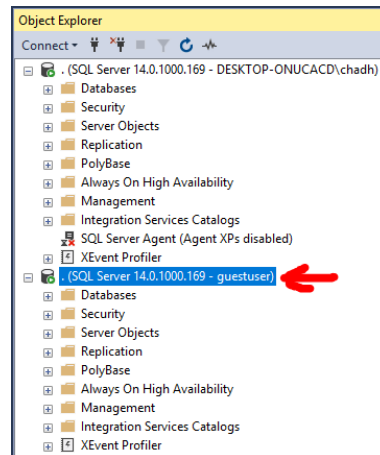 Object Explorer
Connect
. (SQL Server 14.0.1000.169 - DESKTOP-ONUCACD\chadh)
Databases
Security
Server Objects
Replication
PolyBase
Always On High Availability
Management
Integration Services Catalogs
SQL Server Agent (Agent XPs disabled)
XEvent Profiler
. (SQL Server 14.0.1000.169 - guestuser)
Databases
Security
Server Objects
Replication
PolyBase
Always On High Availability
Management
Integration Services Catalogs
XEvent Profiler